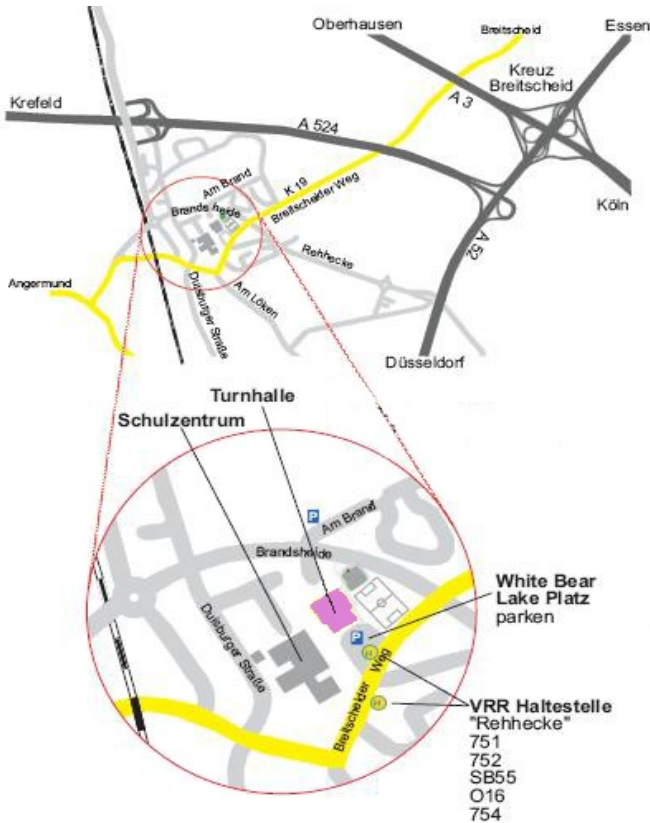 Oberhausen
Essen
Breitscheid
Kreuz
Breitscheid
A 3
Krefeld
A 524
Am Brand
K 19
Brandsheide
Breitscheider Weg
Köln
Rehhecke
A 52
Angermund
Am Löken
Duisburger Straße
Düsseldorf
Turnhalle
Schulzentrum
P
Am Brand
Brandsheide
White Bear
Lake Platz
parken
Duisburger Straße
P
H
Breitscheider Weg
H
VRR Haltestelle
"Rehhecke"
751
752
SB55
O16
754